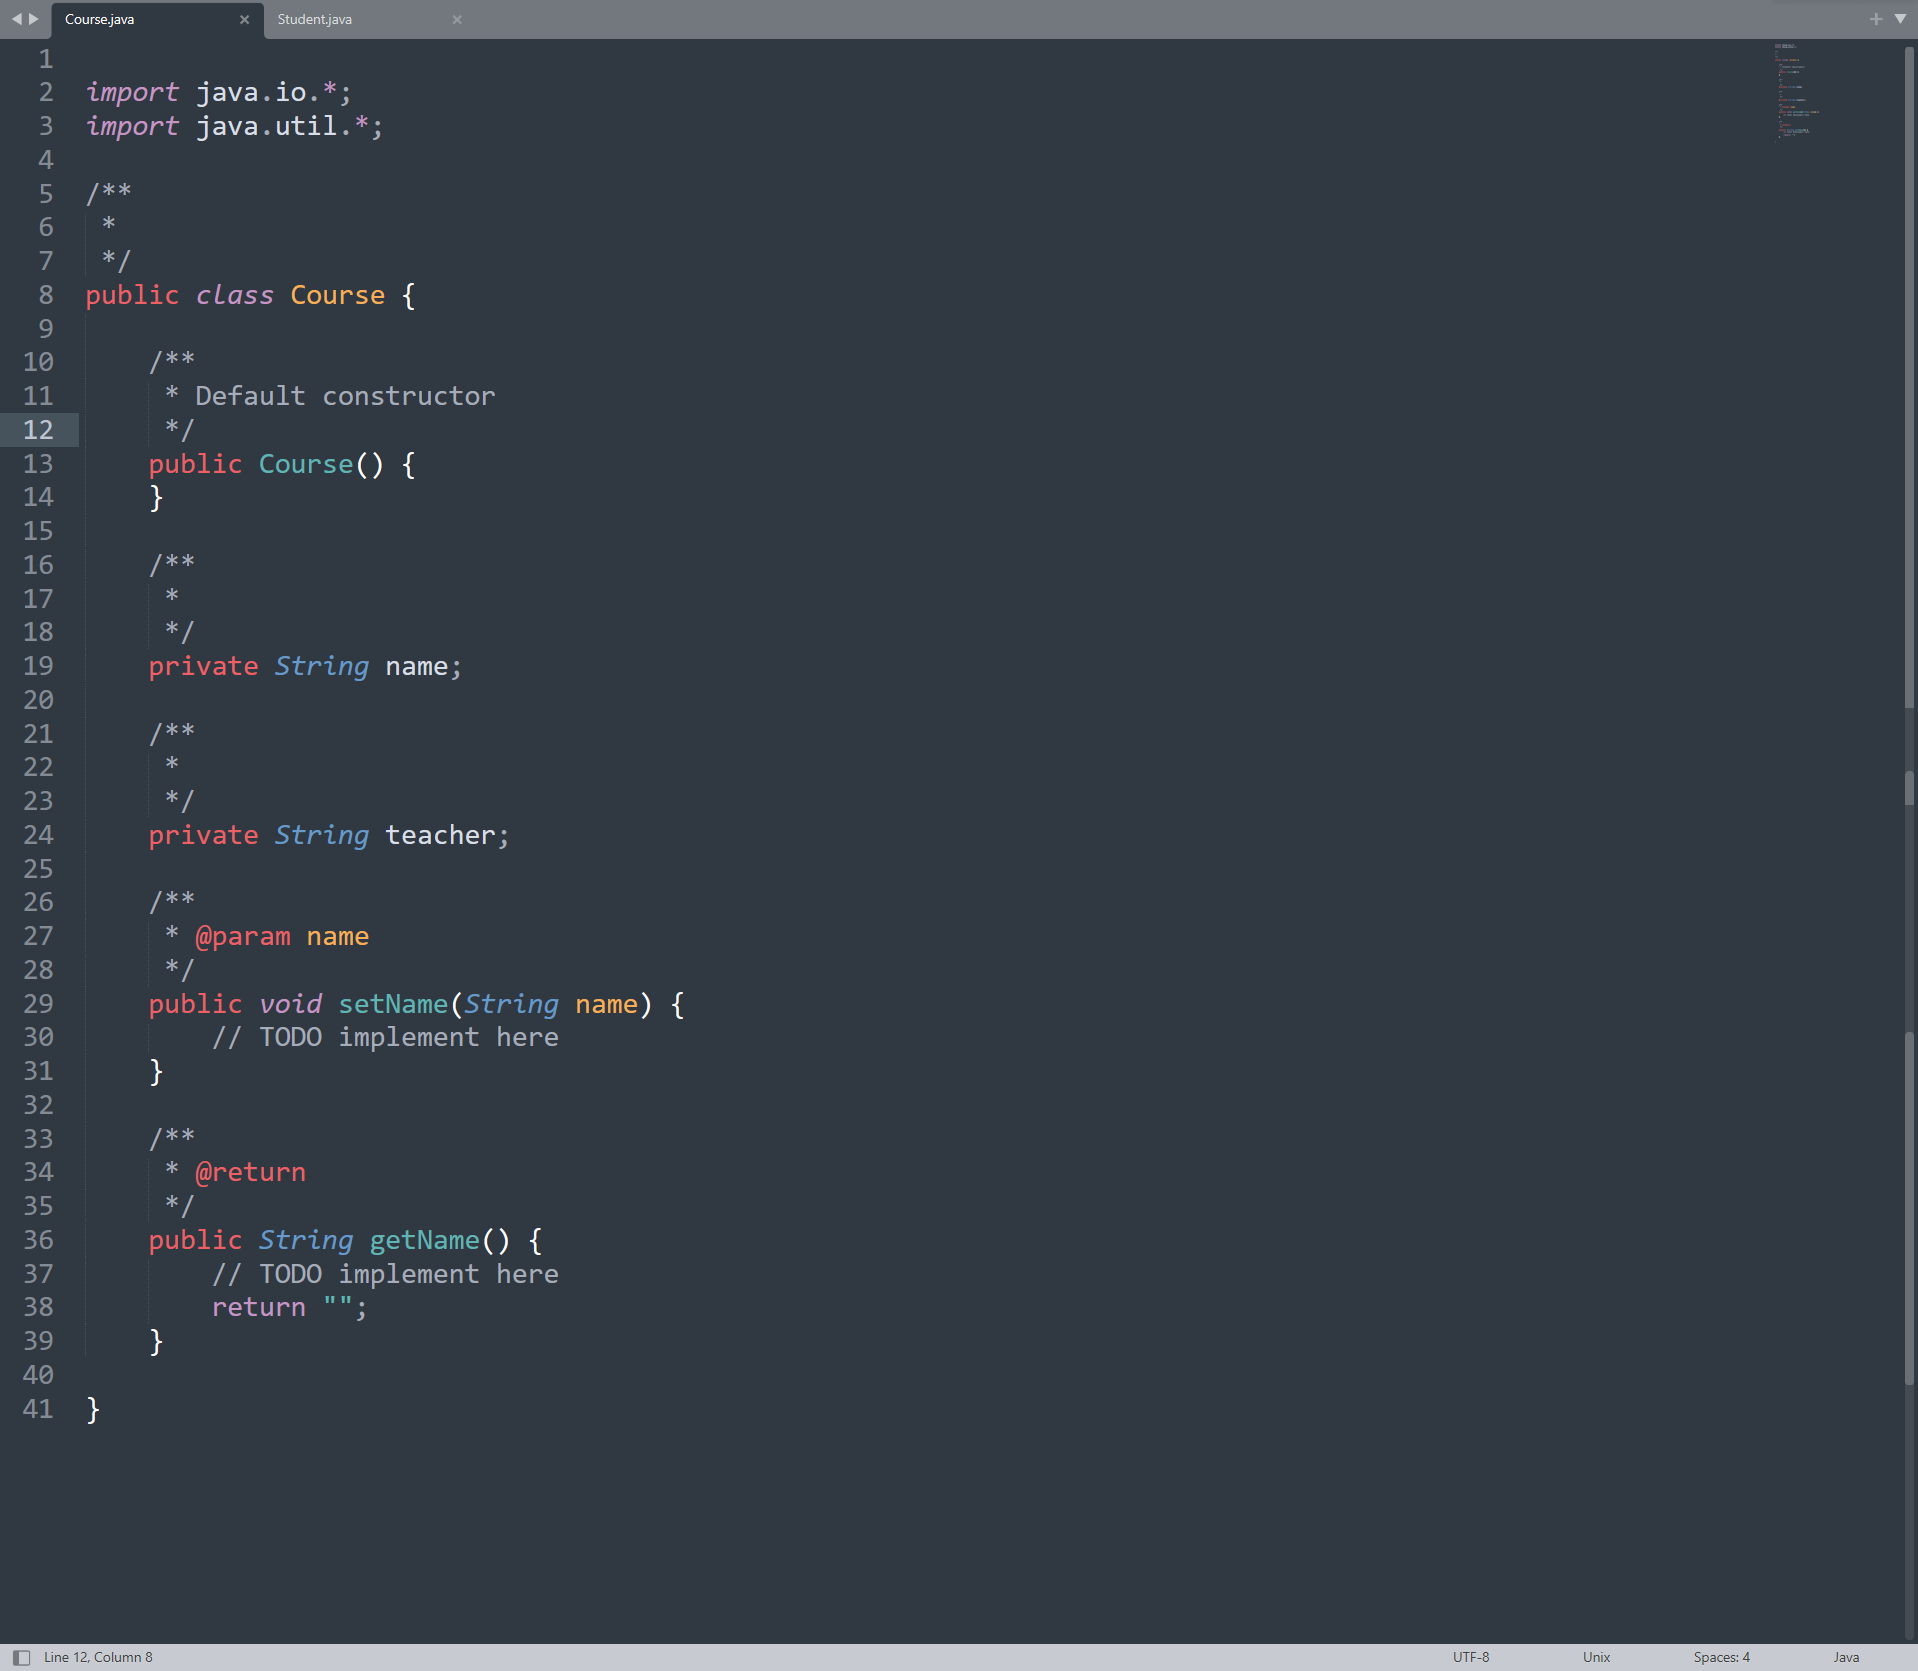 Course.java × Student.java ×
1
2 import java.io.*;
3 import java.util.*;
4
5 /**
6  *
7  */
8 public class Course {
9
10     /**
11      * Default constructor
12      */
13     public Course() {
14     }
15
16     /**
17      *
18      */
19     private String name;
20
21     /**
22      *
23      */
24     private String teacher;
25
26     /**
27      * @param name
28      */
29     public void setName(String name) {
30         // TODO implement here
31     }
32
33     /**
34      * @return
35      */
36     public String getName() {
37         // TODO implement here
38         return "";
39     }
40
41 }
Line 12, Column 8 UTF-8 Unix Spaces: 4 Java